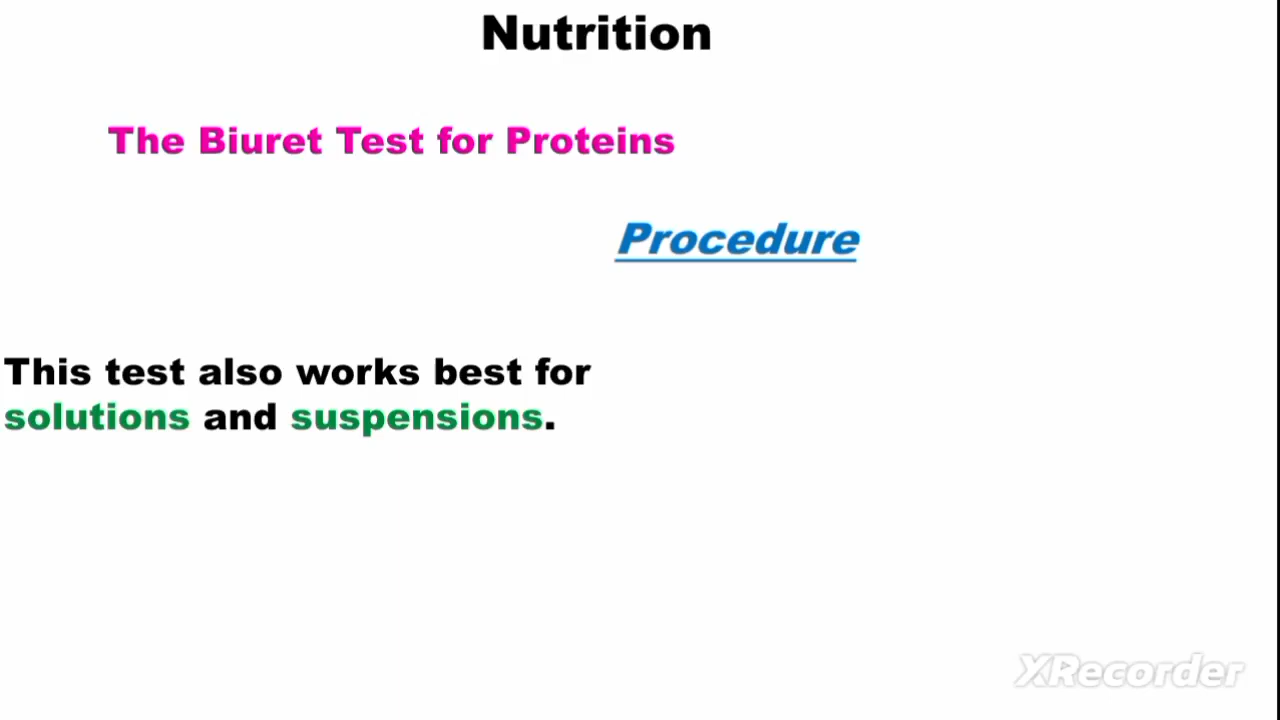 Nutrition
The Biuret Test for Proteins
Procedure
This test also works best for
solutions and suspensions.
XRecorder